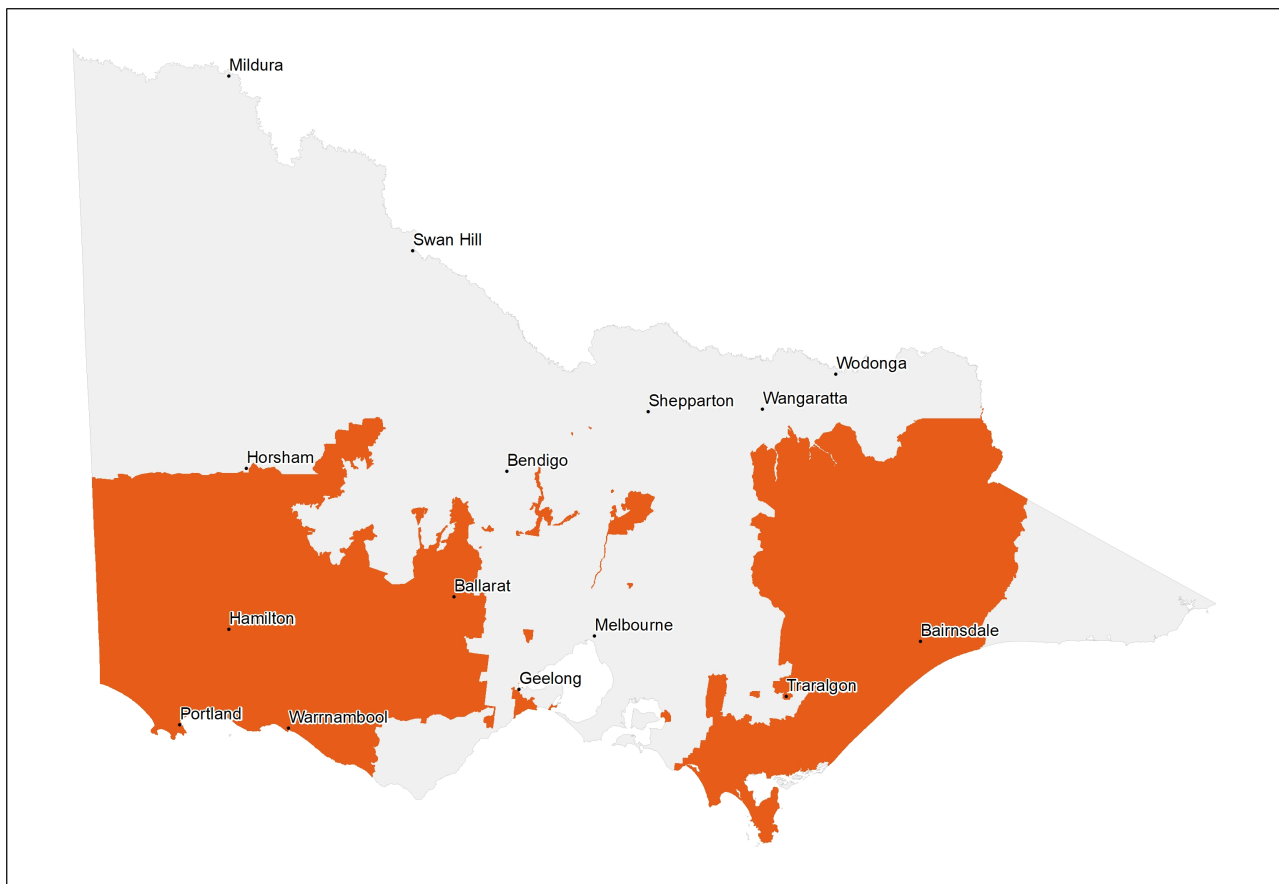 Mildura
Swan Hill
Wodonga
Shepparton
Wangaratta
Horsham
Bendigo
Ballarat
Hamilton
Melbourne
Bairnsdale
Geelong
Traralgon
Portland
Warrnambool